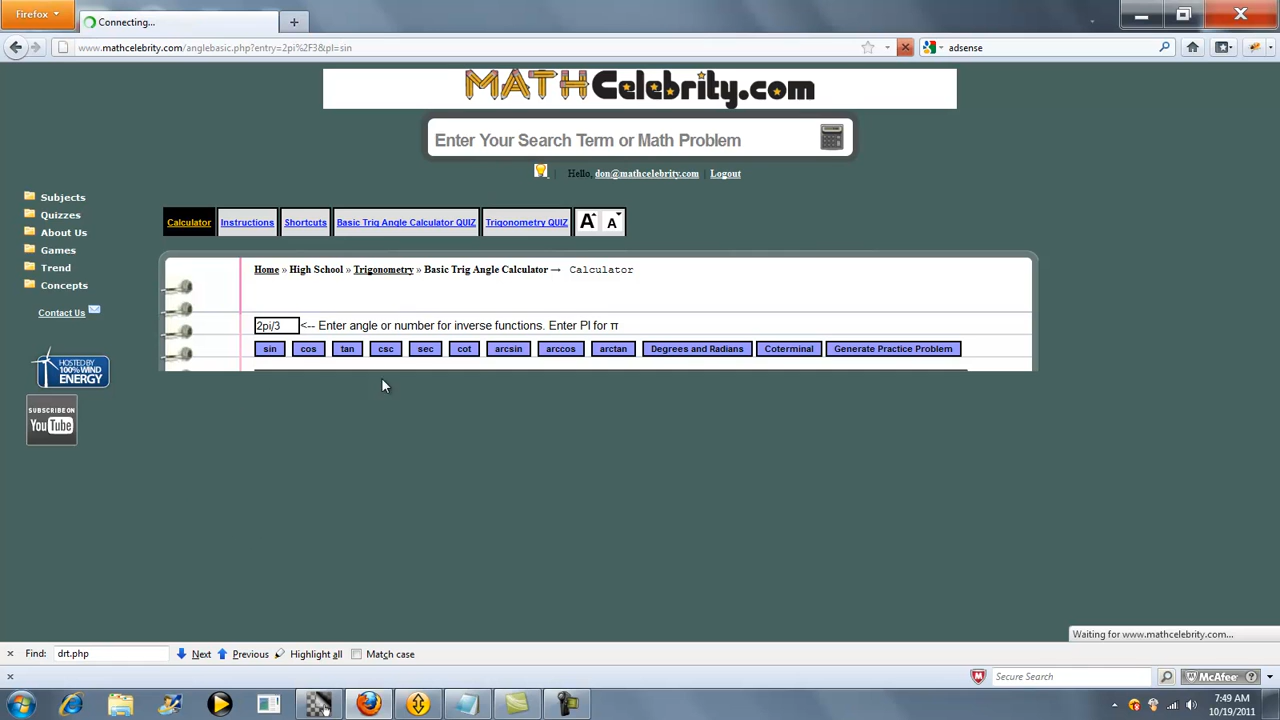 Firefox
Connecting...
www.mathcelebrity.com/anglebasic.php?entry=2pi%2F3&pl=sin
adsense
MATHCelebrity.com
Enter Your Search Term or Math Problem
| Hello, don@mathcelebrity.com | Logout
Subjects
Quizzes
About Us
Games
Trend
Concepts
Contact Us
HOSTED BY
100% WIND
ENERGY
SUBSCRIBE ON
YouTube
Calculator Instructions Shortcuts Basic Trig Angle Calculator QUIZ Trigonometry QUIZ A A
Home » High School » Trigonometry » Basic Trig Angle Calculator → Calculator
2pi/3 <-- Enter angle or number for inverse functions. Enter PI for π
sin cos tan csc sec cot arcsin arccos arctan Degrees and Radians Coterminal Generate Practice Problem
Waiting for www.mathcelebrity.com...
× Find: drt.php Next Previous Highlight all Match case
× Secure Search McAfee
7:49 AM
10/19/2011